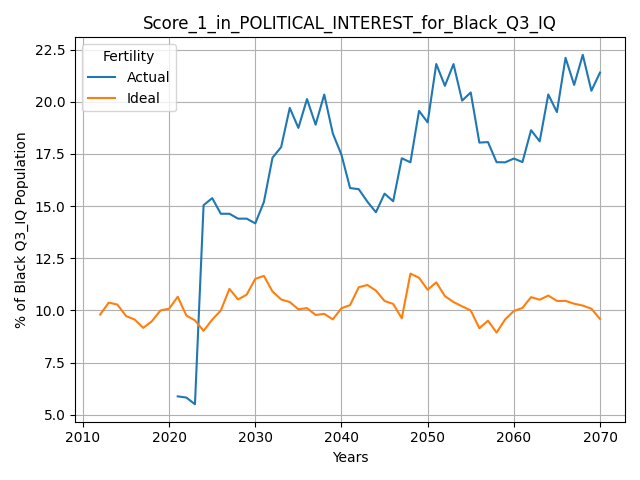 Score_1_in_POLITICAL_INTEREST_for_Black_Q3_IQ
Fertility
Actual
Ideal
% of Black Q3_IQ Population
22.5
20.0
17.5
15.0
12.5
10.0
7.5
5.0
2010 2020 2030 2040 2050 2060 2070
Years